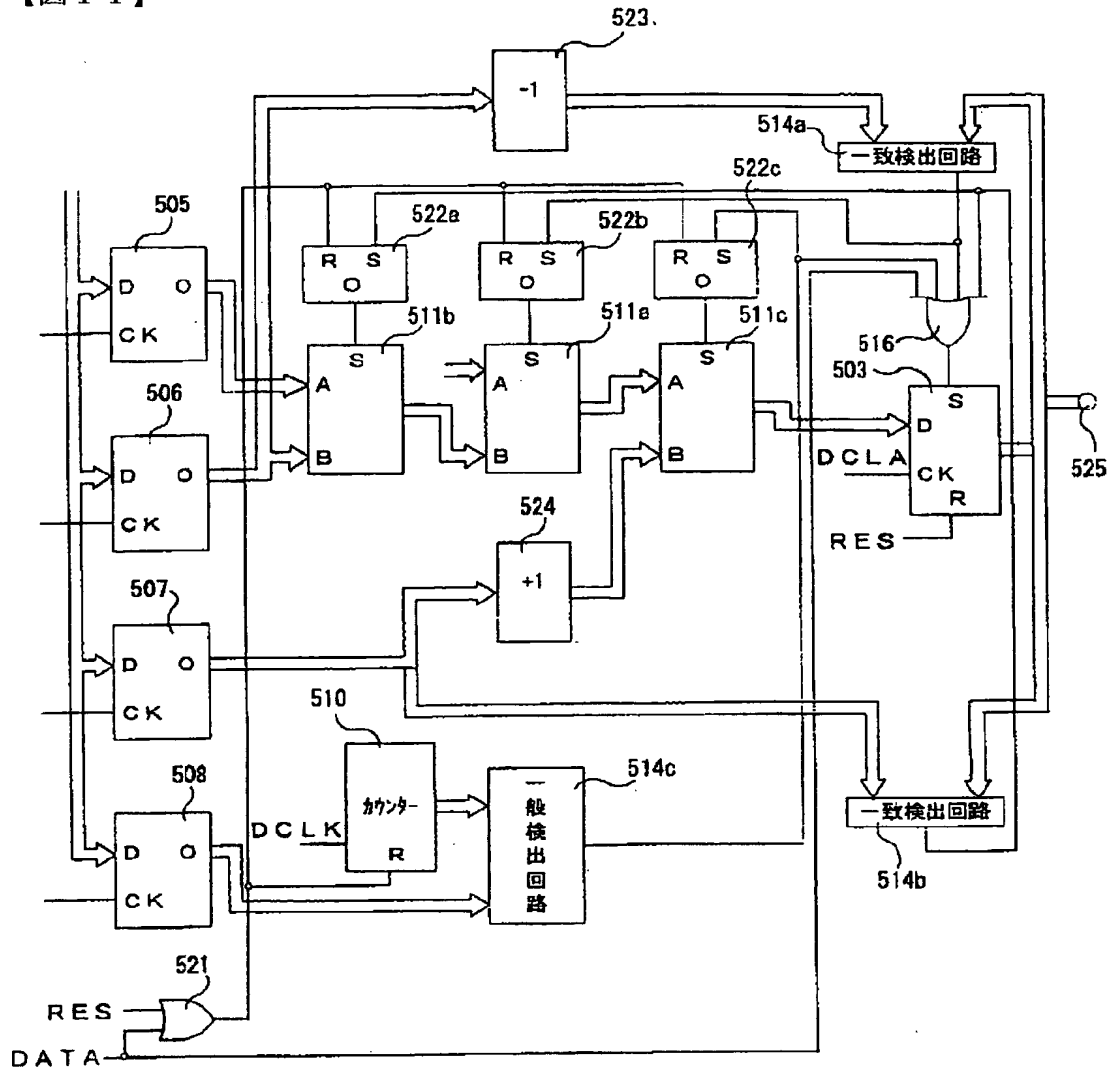 【図11】
523.
-1
514a
一致検出回路
522c
505
522a
522b
D O
CK
R S
O
R S
O
R S
O
511b
511a
511c
S
A
B
S
A
B
S
A
B
516
503
S
D
CK
R
DCLA
RES
525
506
D O
CK
524
+1
507
D O
CK
510
カウンター
R
DCLK
514c
一般検出回路
一致検出回路
514b
508
D O
CK
521
RES
DATA